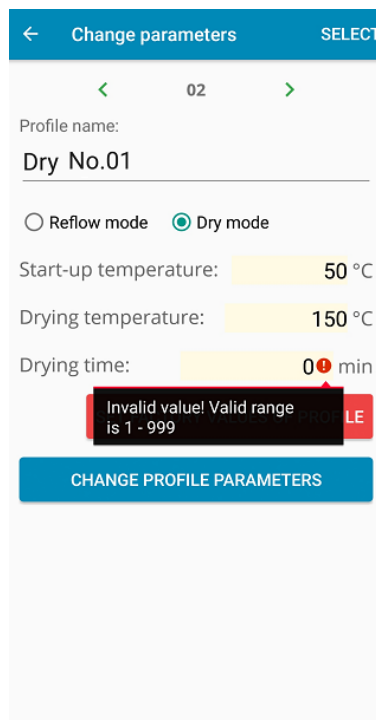 Change parameters SELECT
02
Profile name:
Dry No.01
Reflow mode Dry mode
Start-up temperature: 50 °C
Drying temperature: 150 °C
Drying time: 0 min
Invalid value! Valid range
is 1 - 999
LE
CHANGE PROFILE PARAMETERS